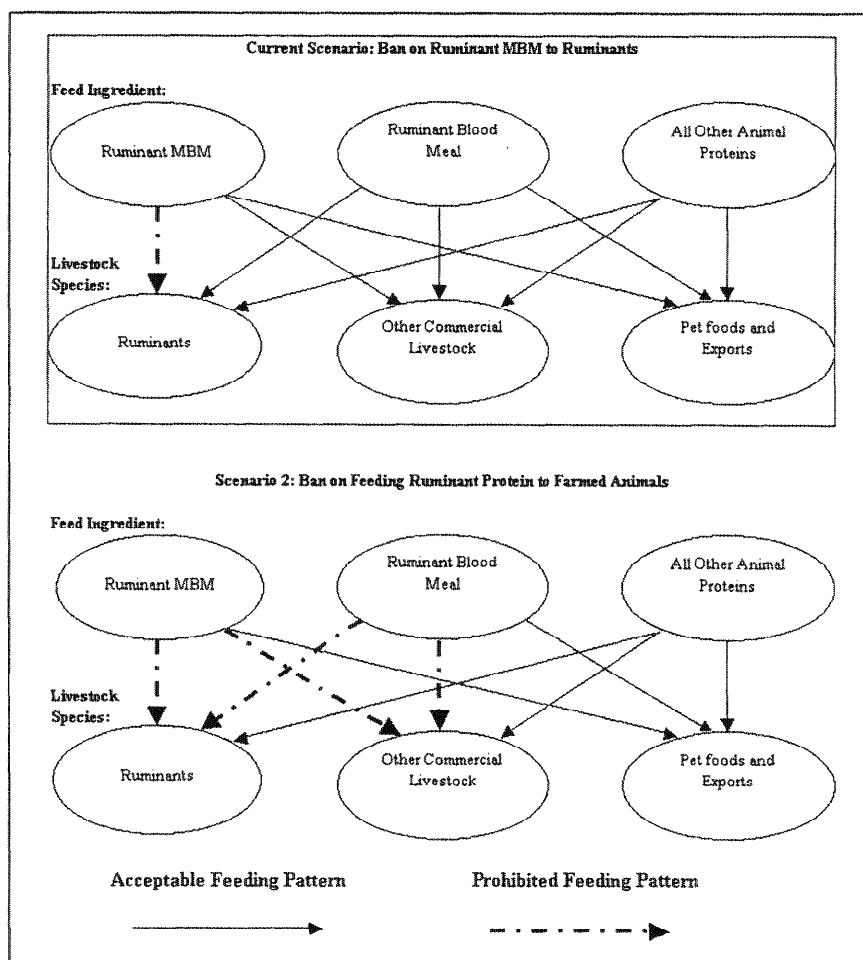 Current Scenario: Ban on Ruminant MBM to Ruminants
Feed Ingredient:
Ruminant MBM
Ruminant Blood
Meal
All Other Animal
Proteins
Livestock
Species:
Ruminants
Other Commercial
Livestock
Pet foods and
Exports
Scenario 2: Ban on Feeding Ruminant Protein to Farmed Animals
Feed Ingredient:
Ruminant MBM
Ruminant Blood
Meal
All Other Animal
Proteins
Livestock
Species:
Ruminants
Other Commercial
Livestock
Pet foods and
Exports
Acceptable Feeding Pattern
Prohibited Feeding Pattern